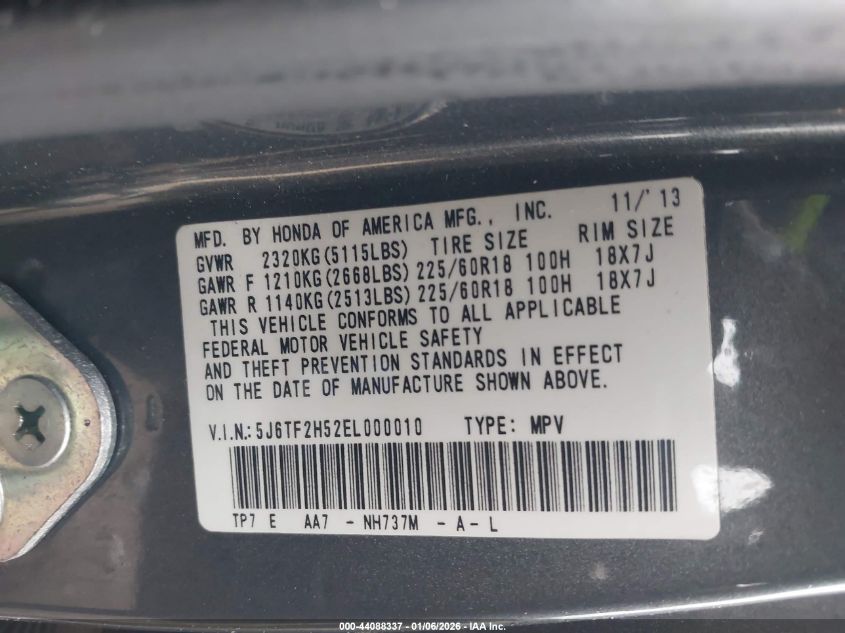 MFD. BY HONDA OF AMERICA MFG., INC. 11/'13
GVWR 2320KG(5115LBS) TIRE SIZE RIM SIZE
GAWR F 1210KG(2668LBS) 225/60R18 100H 18X7J
GAWR R 1140KG(2513LBS) 225/60R18 100H 18X7J
THIS VEHICLE CONFORMS TO ALL APPLICABLE
FEDERAL MOTOR VEHICLE SAFETY
AND THEFT PREVENTION STANDARDS IN EFFECT
ON THE DATE OF MANUFACTURE SHOWN ABOVE.
V.I.N.: 5J6TF2H52EL000010 TYPE: MPV
TP7 E AA7 - NH737M - A - L
000-44088337 - 01/06/2026 - IAA Inc.